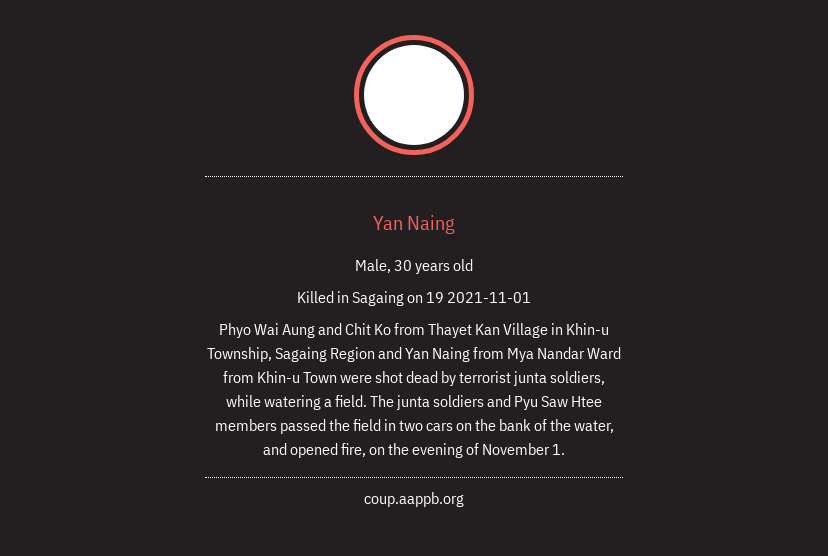 Yan Naing
Male, 30 years old
Killed in Sagaing on 19 2021-11-01
Phyo Wai Aung and Chit Ko from Thayet Kan Village in Khin-u
Township, Sagaing Region and Yan Naing from Mya Nandar Ward
from Khin-u Town were shot dead by terrorist junta soldiers,
while watering a field. The junta soldiers and Pyu Saw Htee
members passed the field in two cars on the bank of the water,
and opened fire, on the evening of November 1.
coup.aappb.org